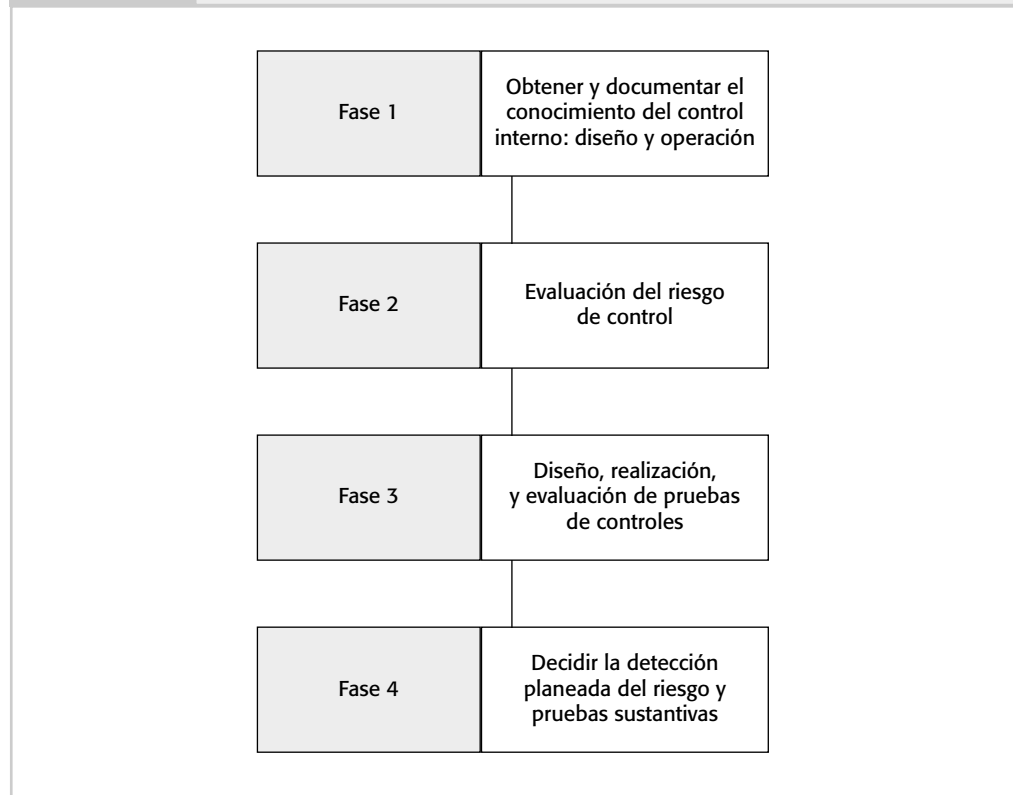 Fase 1
Obtener y documentar el
conocimiento del control
interno: diseño y operación
Fase 2
Evaluación del riesgo
de control
Fase 3
Diseño, realización,
y evaluación de pruebas
de controles
Fase 4
Decidir la detección
planeada del riesgo y
pruebas sustantivas